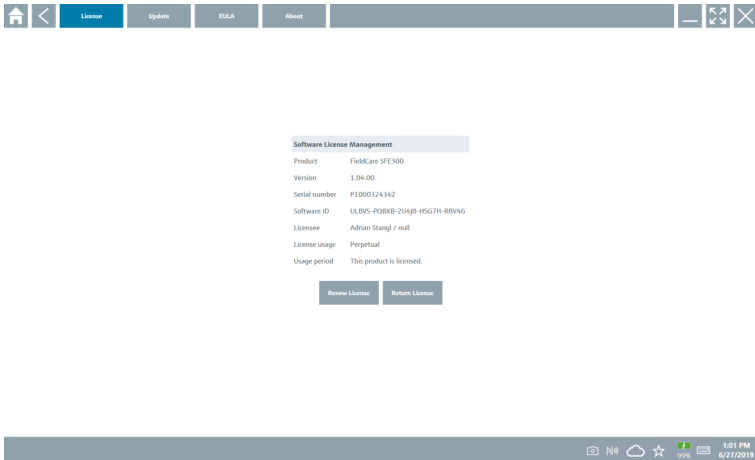 License Update EULA About
Software License Management
Product FieldCare SFE300
Version 1.04.00
Serial number P1000324342
Software ID ULBVS-PQBXB-2U4J8-HSG7H-RBV4G
Licensee Adrian Stangl / null
License usage Perpetual
Usage period This product is licensed.
Renew License Return License
1:01 PM
99% 6/27/2019